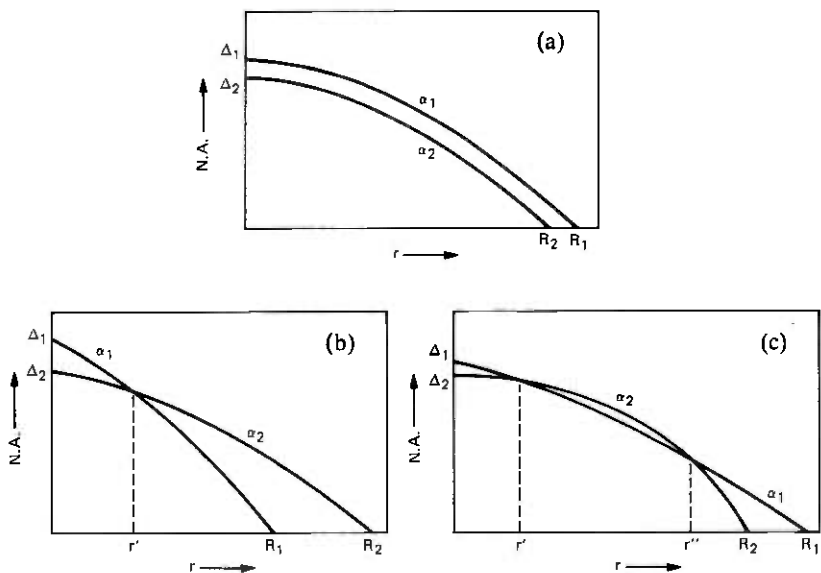 (a)
Δ₁
Δ₂
α₁
α₂
N.A.
R₂ R₁
r
(b)
Δ₁
Δ₂
α₁
α₂
N.A.
r′ R₁ R₂
r
(c)
Δ₁
Δ₂
α₂
α₁
N.A.
r′ r″ R₂ R₁
r